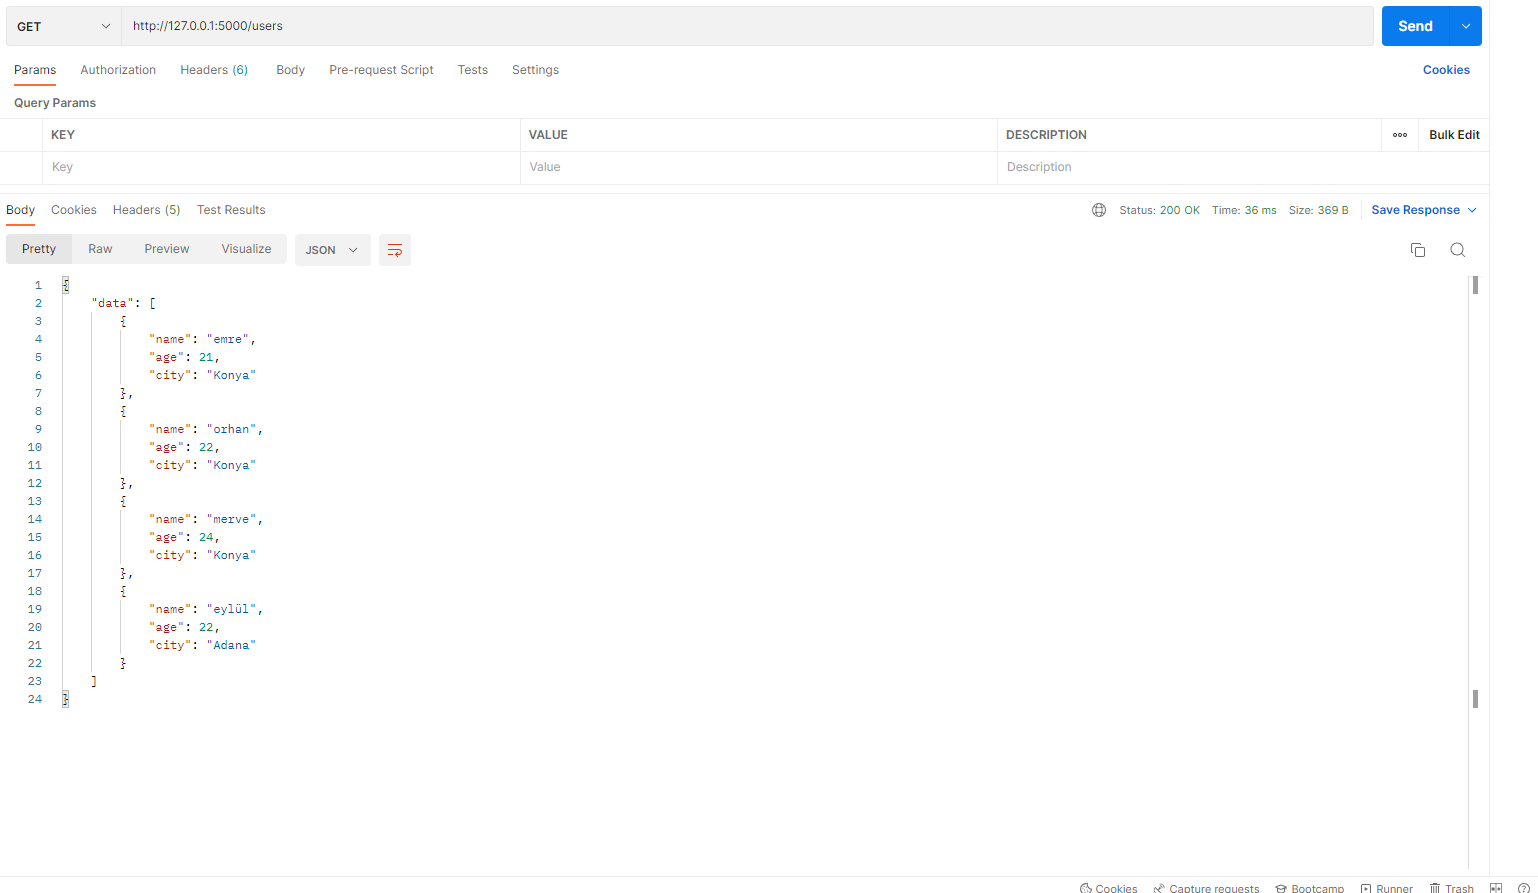 GET http://127.0.0.1:5000/users Send
Params Authorization Headers (6) Body Pre-request Script Tests Settings Cookies
Query Params
KEY VALUE DESCRIPTION ooo Bulk Edit
Key Value Description
Body Cookies Headers (5) Test Results Status: 200 OK Time: 36 ms Size: 369 B Save Response
Pretty Raw Preview Visualize JSON
1 {
2 "data": [
3 {
4 "name": "emre",
5 "age": 21,
6 "city": "Konya"
7 },
8 {
9 "name": "orhan",
10 "age": 22,
11 "city": "Konya"
12 },
13 {
14 "name": "merve",
15 "age": 24,
16 "city": "Konya"
17 },
18 {
19 "name": "eylül",
20 "age": 22,
21 "city": "Adana"
22 }
23 ]
24 }
Cookies Capture requests Bootcamp Runner Trash